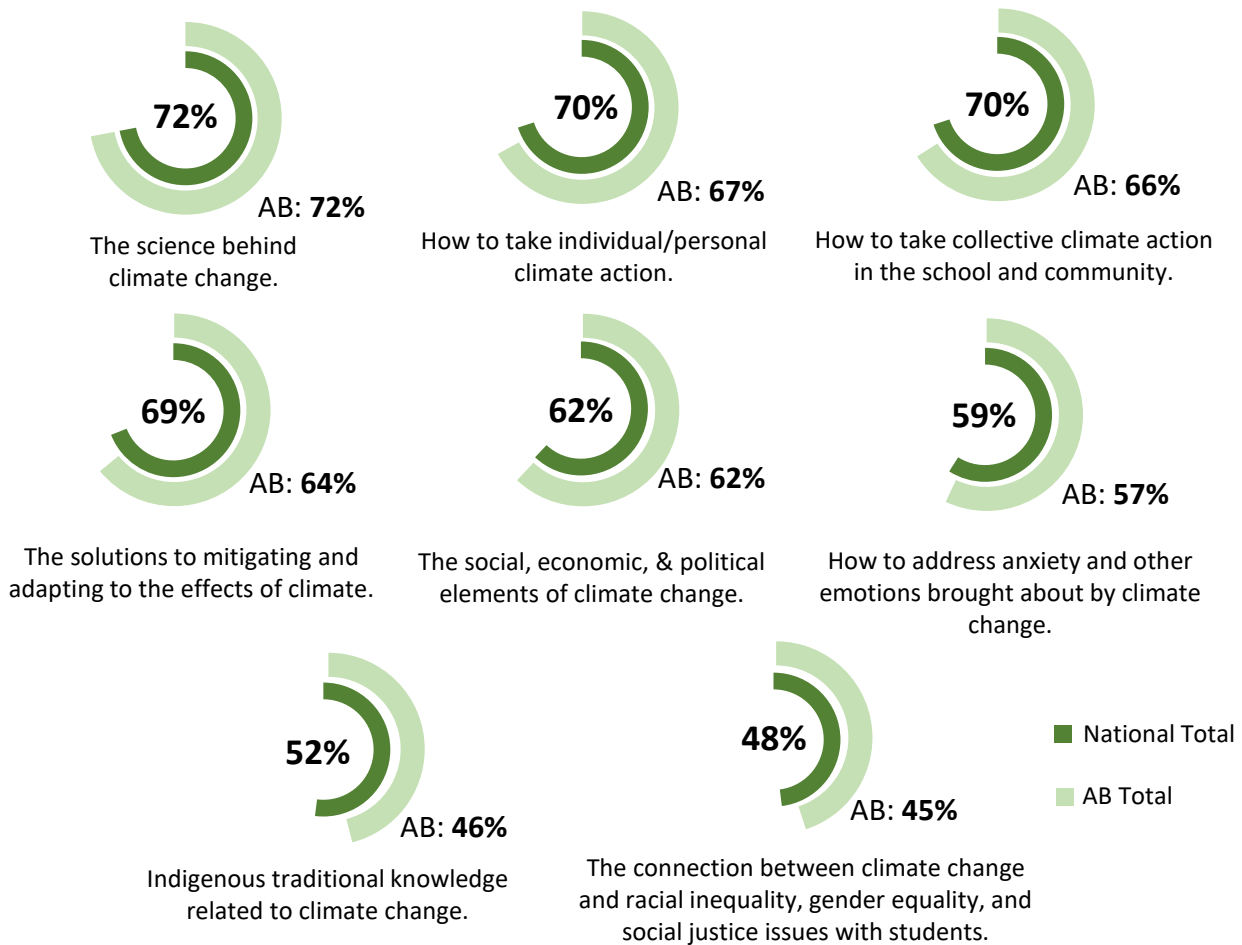 72%
AB: 72%
The science behind
climate change.
70%
AB: 67%
How to take individual/personal
climate action.
70%
AB: 66%
How to take collective climate action
in the school and community.
69%
AB: 64%
The solutions to mitigating and
adapting to the effects of climate.
62%
AB: 62%
The social, economic, & political
elements of climate change.
59%
AB: 57%
How to address anxiety and other
emotions brought about by climate
change.
52%
AB: 46%
Indigenous traditional knowledge
related to climate change.
48%
AB: 45%
The connection between climate change
and racial inequality, gender equality, and
social justice issues with students.
National Total
AB Total